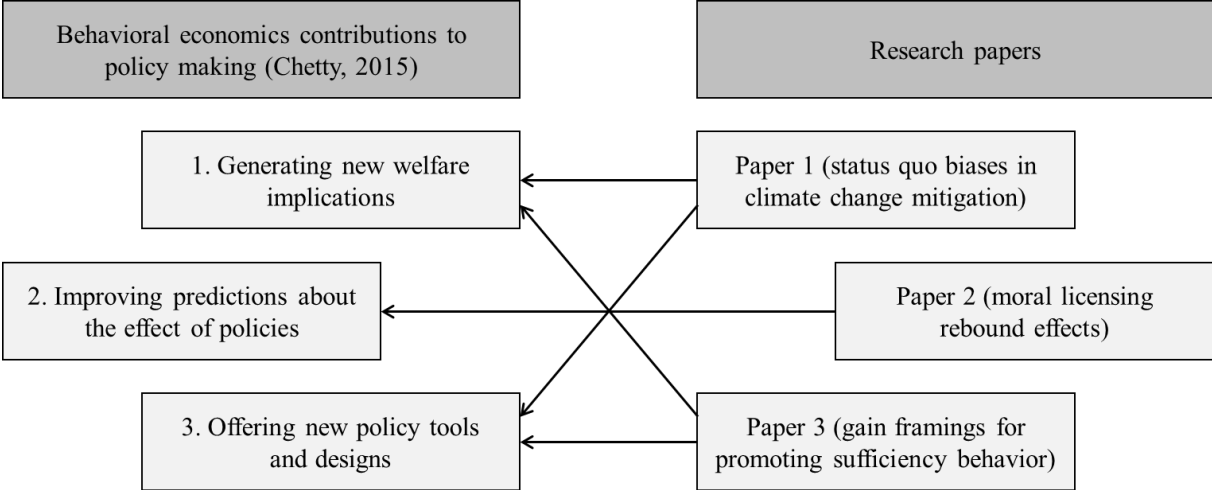 Behavioral economics contributions to
policy making (Chetty, 2015)
Research papers
1. Generating new welfare
implications
Paper 1 (status quo biases in
climate change mitigation)
2. Improving predictions about
the effect of policies
Paper 2 (moral licensing
rebound effects)
3. Offering new policy tools
and designs
Paper 3 (gain framings for
promoting sufficiency behavior)